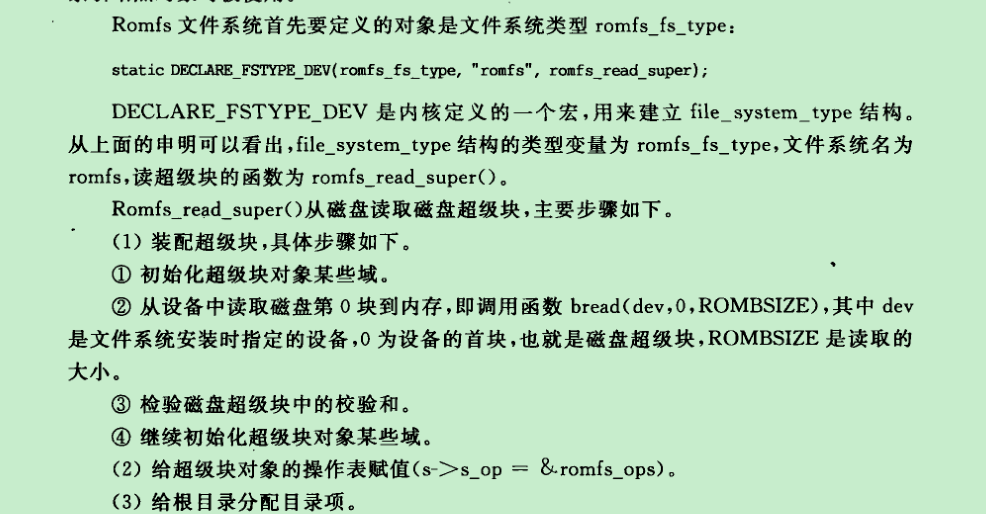 Romfs 文件系统首先要定义的对象是文件系统类型 romfs_fs_type:
static DECLARE_FSTYPE_DEV(romfs_fs_type, "romfs", romfs_read_super);
DECLARE_FSTYPE_DEV 是内核定义的一个宏,用来建立 file_system_type 结构。
从上面的申明可以看出,file_system_type 结构的类型变量为 romfs_fs_type,文件系统名为
romfs,读超级块的函数为 romfs_read_super()。
Romfs_read_super()从磁盘读取磁盘超级块,主要步骤如下。
(1) 装配超级块,具体步骤如下。
① 初始化超级块对象某些域。
② 从设备中读取磁盘第 0 块到内存,即调用函数 bread(dev,0,ROMBSIZE),其中 dev
是文件系统安装时指定的设备,0 为设备的首块,也就是磁盘超级块,ROMBSIZE 是读取的
大小。
③ 检验磁盘超级块中的校验和。
④ 继续初始化超级块对象某些域。
(2) 给超级块对象的操作表赋值(s->s_op = &romfs_ops)。
(3) 给根目录分配目录项。